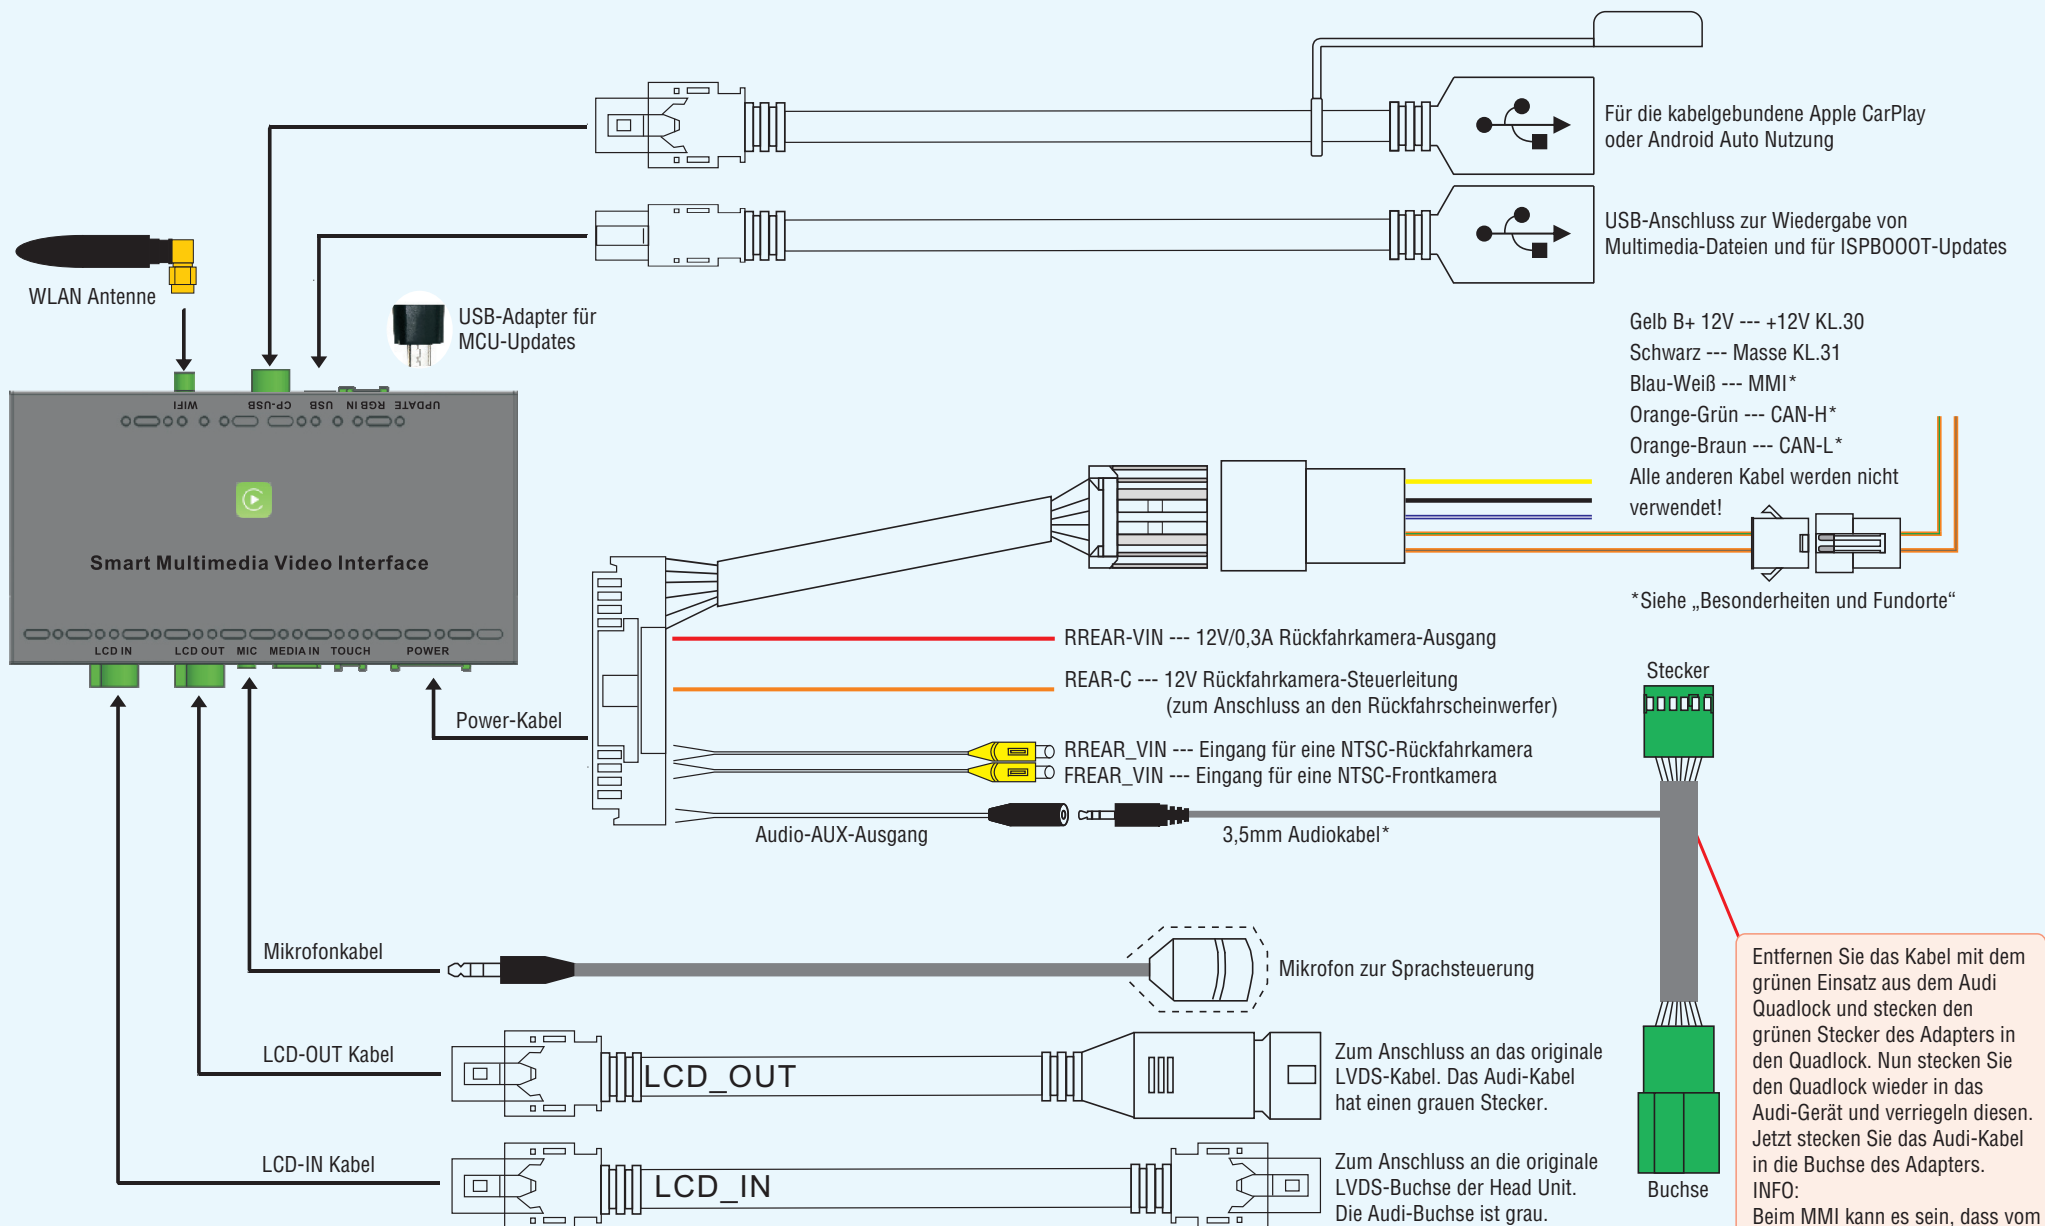 Für die kabelgebundene Apple CarPlay
oder Android Auto Nutzung
USB-Anschluss zur Wiedergabe von
Multimedia-Dateien und für ISPBOOOT-Updates
WLAN Antenne
USB-Adapter für
MCU-Updates
Gelb B+ 12V --- +12V KL.30
Schwarz --- Masse KL.31
Blau-Weiß --- MMI*
Orange-Grün --- CAN-H*
Orange-Braun --- CAN-L*
Alle anderen Kabel werden nicht
verwendet!
*Siehe „Besonderheiten und Fundorte“
WIFI
CP-USB
USB
RGB IN
UPDATE
Smart Multimedia Video Interface
LCD IN
LCD OUT
MIC
MEDIA IN
TOUCH
POWER
RREAR-VIN --- 12V/0,3A Rückfahrkamera-Ausgang
REAR-C --- 12V Rückfahrkamera-Steuerleitung
(zum Anschluss an den Rückfahrscheinwerfer)
Power-Kabel
RREAR_VIN --- Eingang für eine NTSC-Rückfahrkamera
FREAR_VIN --- Eingang für eine NTSC-Frontkamera
Audio-AUX-Ausgang
3,5mm Audiokabel*
Stecker
Mikrofonkabel
Mikrofon zur Sprachsteuerung
LCD-OUT Kabel
LCD_OUT
Zum Anschluss an das originale
LVDS-Kabel. Das Audi-Kabel
hat einen grauen Stecker.
LCD-IN Kabel
LCD_IN
Zum Anschluss an die originale
LVDS-Buchse der Head Unit.
Die Audi-Buchse ist grau.
Buchse
Entfernen Sie das Kabel mit dem
grünen Einsatz aus dem Audi
Quadlock und stecken den
grünen Stecker des Adapters in
den Quadlock. Nun stecken Sie
den Quadlock wieder in das
Audi-Gerät und verriegeln diesen.
Jetzt stecken Sie das Audi-Kabel
in die Buchse des Adapters.
INFO:
Beim MMI kann es sein, dass vom